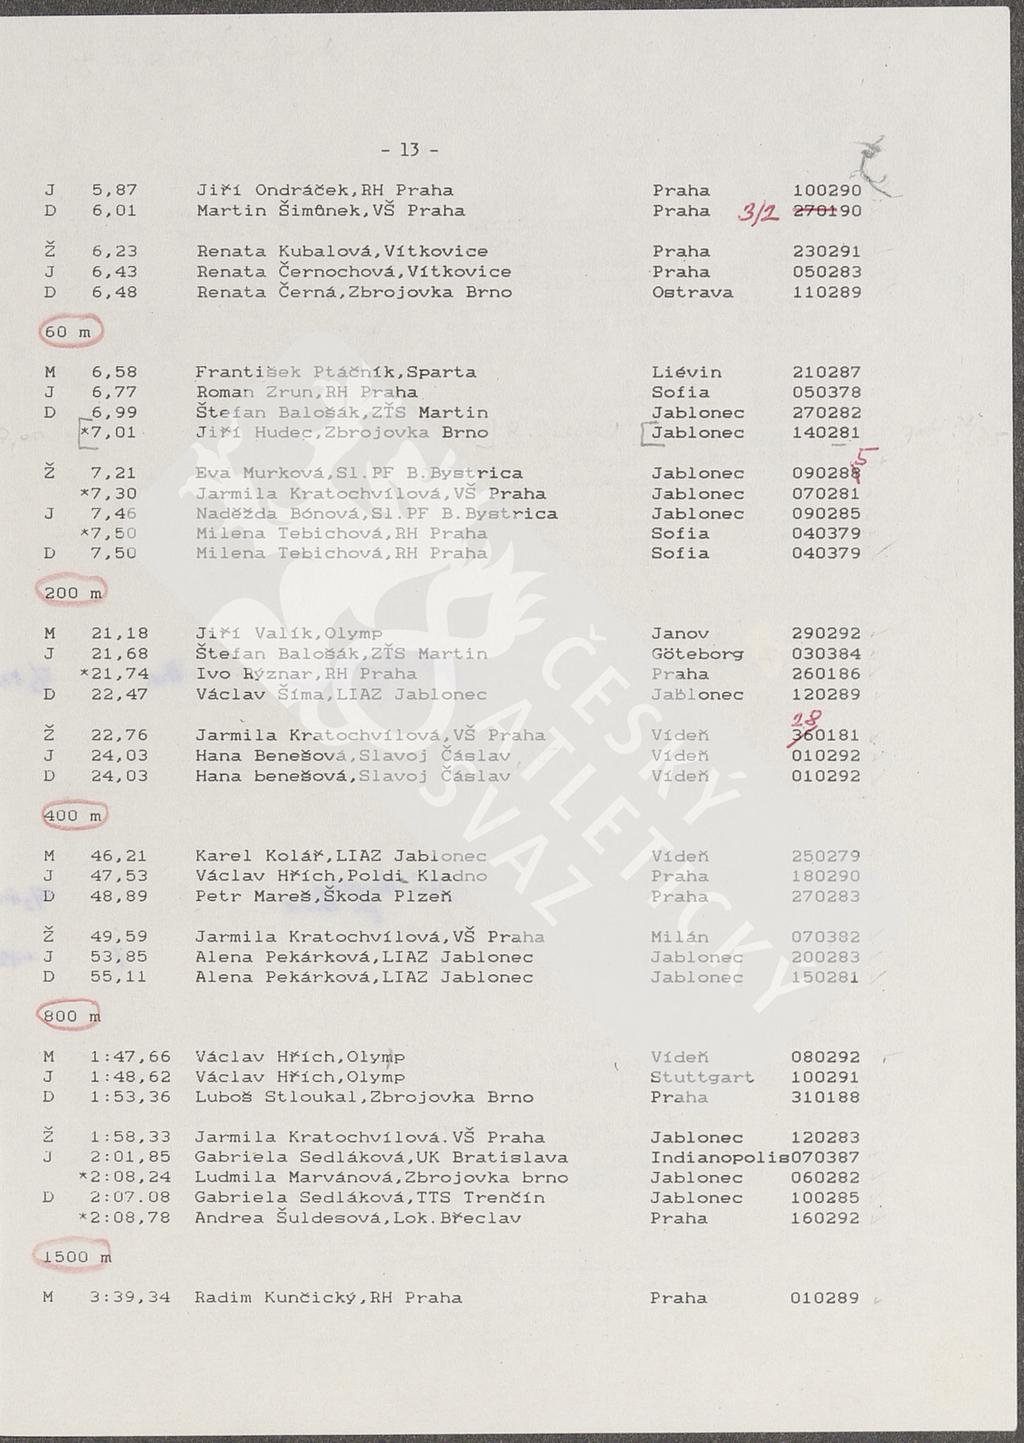 - 13 -
J 5,87 Jiří Ondráček,RH Praha Praha 100290
D 6,01 Martin Šimůnek,VŠ Praha Praha 3/2 270190
Ž 6,23 Renata Kubalová,Vítkovice Praha 230291
J 6,43 Renata Černochová,Vítkovice Praha 050283
D 6,48 Renata Černá,Zbrojovka Brno Ostrava 110289
60 m
M 6,58 František Ptáčník,Sparta Liévin 210287
J 6,77 Roman Zrun,RH Praha Sofia 050378
D 6,99 Štefan Balošák,ZŤS Martin Jablonec 270282
*7,01 Jiří Hudec,Zbrojovka Brno Jablonec 140281
Ž 7,21 Eva Murková,Sl.PF B.Bystrica Jablonec 090288 5
*7,30 Jarmila Kratochvílová,VŠ Praha Jablonec 070281
J 7,46 Naděžda Bónová,Sl.PF B.Bystrica Jablonec 090285
*7,50 Milena Tebichová,RH Praha Sofia 040379
D 7,50 Milena Tebichová,RH Praha Sofia 040379
200 m
M 21,18 Jiří Valík,Olymp Janov 290292
J 21,68 Štefan Balošák,ZŤS Martin Göteborg 030384
*21,74 Ivo Rýznar,RH Praha Praha 260186
D 22,47 Václav Šíma,LIAZ Jablonec Jablonec 120289
28
Ž 22,76 Jarmila Kratochvílová,VŠ Praha Vídeň 360181
J 24,03 Hana Benešová,Slavoj Čáslav Vídeň 010292
D 24,03 Hana benešová,Slavoj Čáslav Vídeň 010292
400 m
M 46,21 Karel Kolář,LIAZ Jablonec Vídeň 250279
J 47,53 Václav Hřích,Poldi Kladno Praha 180290
D 48,89 Petr Mareš,Škoda Plzeň Praha 270283
Ž 49,59 Jarmila Kratochvílová,VŠ Praha Milán 070382
J 53,85 Alena Pekárková,LIAZ Jablonec Jablonec 200283
D 55,11 Alena Pekárková,LIAZ Jablonec Jablonec 150281
800 m
M 1:47,66 Václav Hřích,Olymp Vídeň 080292
J 1:48,62 Václav Hřích,Olymp Stuttgart 100291
D 1:53,36 Luboš Stloukal,Zbrojovka Brno Praha 310188
Ž 1:58,33 Jarmila Kratochvílová.VŠ Praha Jablonec 120283
J 2:01,85 Gabriela Sedláková,UK Bratislava Indianopolis070387
*2:08,24 Ludmila Marvánová,Zbrojovka brno Jablonec 060282
D 2:07.08 Gabriela Sedláková,TTS Trenčín Jablonec 100285
*2:08,78 Andrea Šuldesová,Lok.Břeclav Praha 160292
1500 m
M 3:39,34 Radim Kunčický,RH Praha Praha 010289
ČESKÝ
ATLETICKÝ
SVAZ